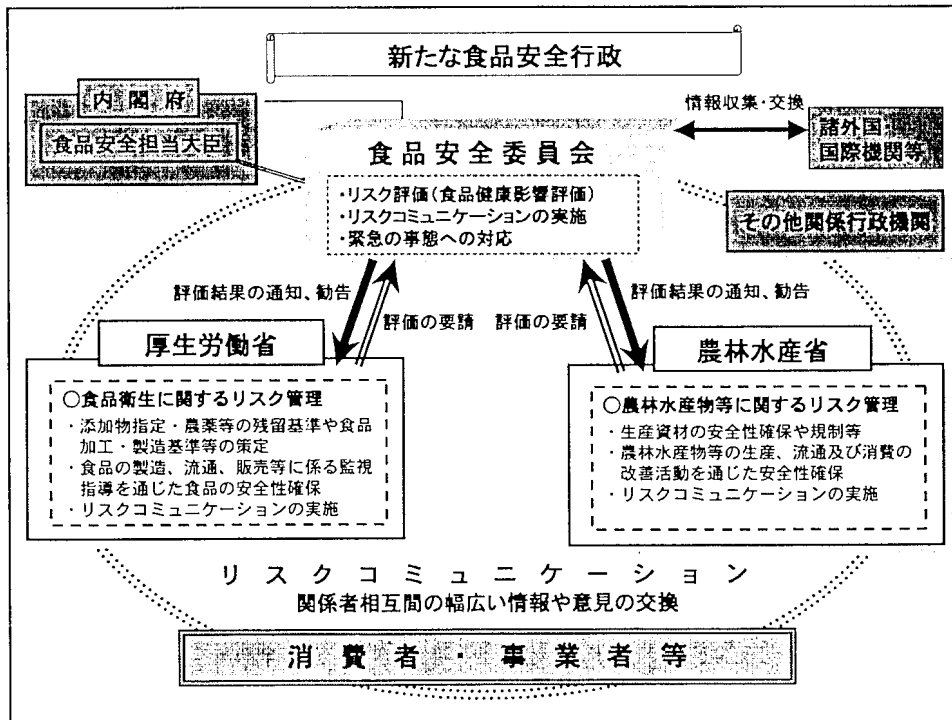 新たな食品安全行政
内閣府
食品安全担当大臣
情報収集・交換
諸外国
国際機関等
食品安全委員会
・リスク評価(食品健康影響評価)
・リスクコミュニケーションの実施
・緊急の事態への対応
その他関係行政機関
評価結果の通知、勧告
評価の要請
評価の要請
評価結果の通知、勧告
厚生労働省
○食品衛生に関するリスク管理
・添加物指定・農薬等の残留基準や食品
加工・製造基準等の策定
・食品の製造、流通、販売等に係る監視
指導を通じた食品の安全性確保
・リスクコミュニケーションの実施
農林水産省
○農林水産物等に関するリスク管理
・生産資材の安全性確保や規制等
・農林水産物等の生産、流通及び消費の
改善活動を通じた安全性確保
・リスクコミュニケーションの実施
リスクコミュニケーション
関係者相互間の幅広い情報や意見の交換
消費者・事業者等